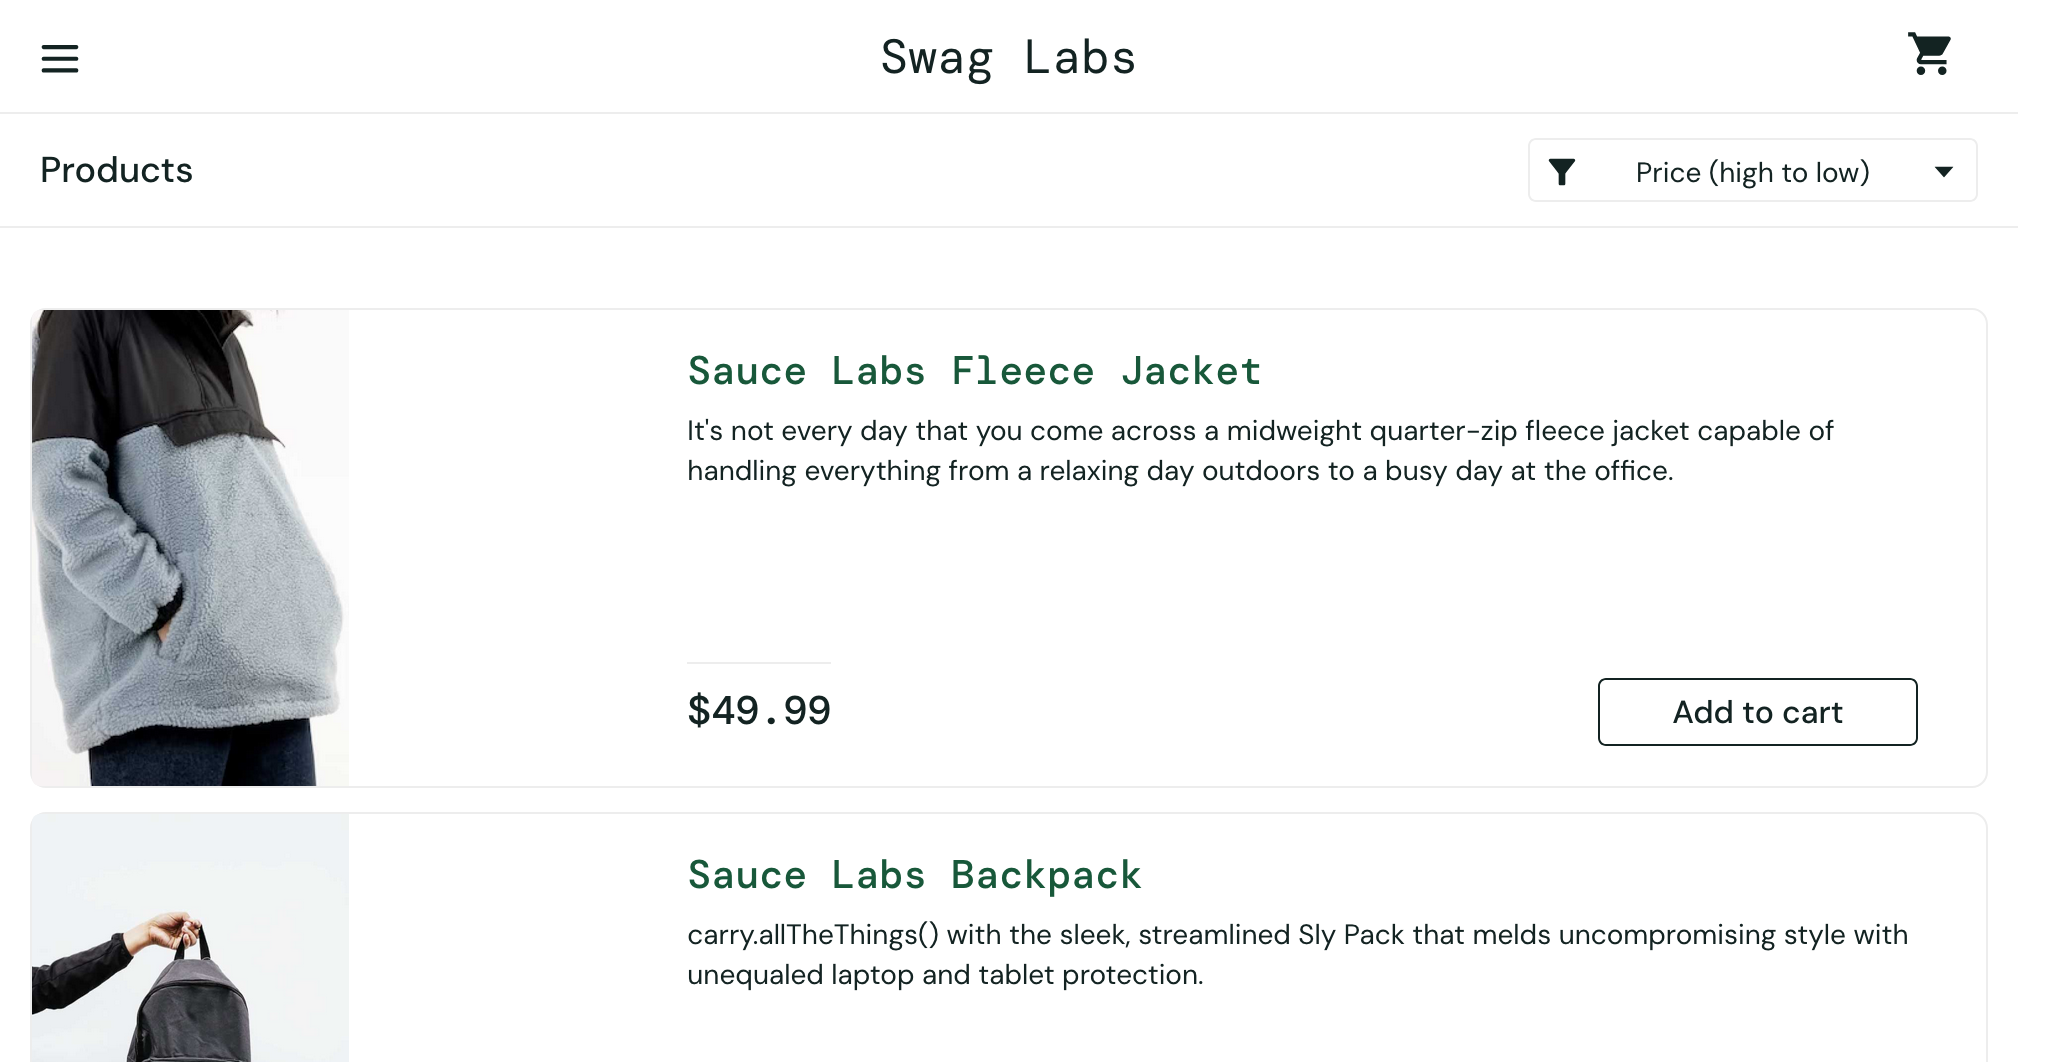 Swag Labs
Products
Price (high to low)
Sauce Labs Fleece Jacket
It's not every day that you come across a midweight quarter-zip fleece jacket capable of
handling everything from a relaxing day outdoors to a busy day at the office.
$49.99
Add to cart
Sauce Labs Backpack
carry.allTheThings() with the sleek, streamlined Sly Pack that melds uncompromising style with
unequaled laptop and tablet protection.